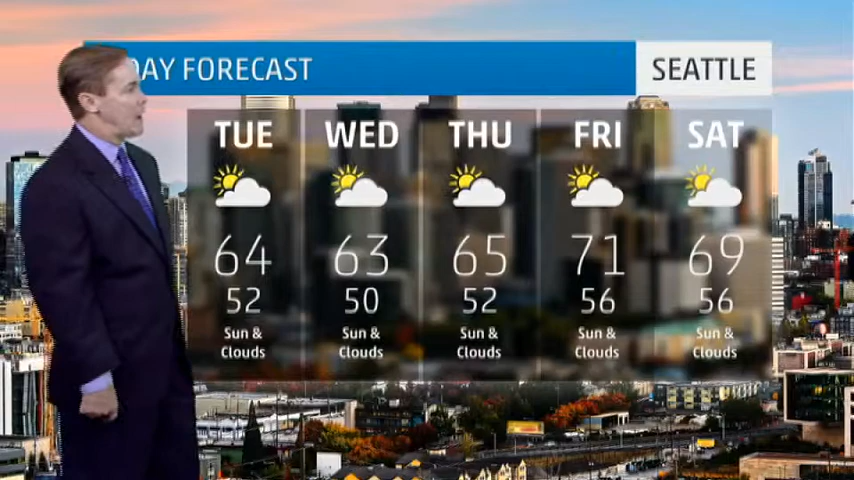 DAY FORECAST
SEATTLE
TUE WED THU FRI SAT
64 63 65 71 69
52 50 52 56 56
Sun & Sun & Sun & Sun & Sun &
Clouds Clouds Clouds Clouds Clouds